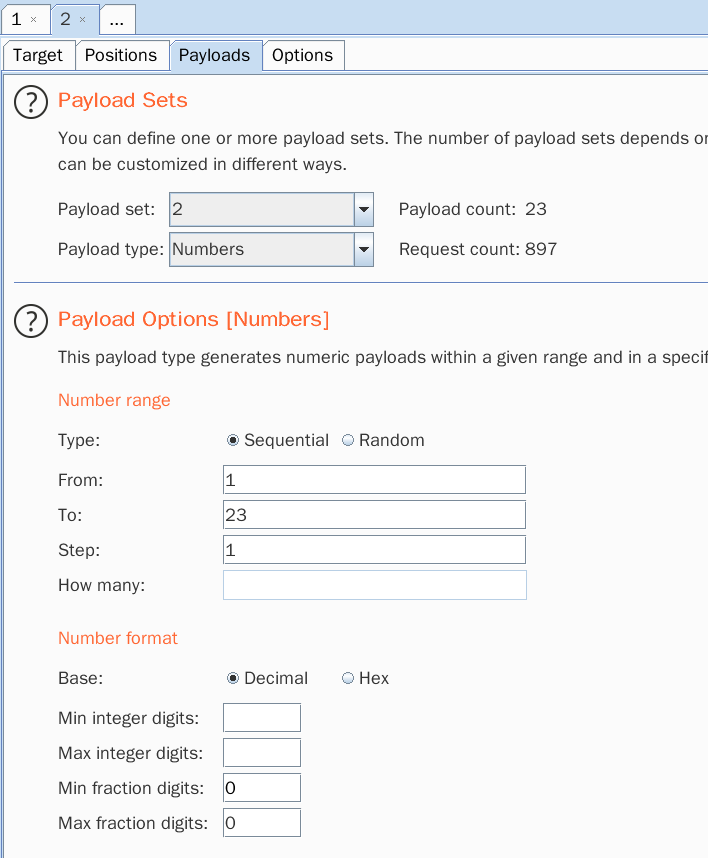 1 × 2 × ...
Target Positions Payloads Options
? Payload Sets
You can define one or more payload sets. The number of payload sets depends or
can be customized in different ways.
Payload set: 2 Payload count: 23
Payload type: Numbers Request count: 897
? Payload Options [Numbers]
This payload type generates numeric payloads within a given range and in a specif
Number range
Type: Sequential Random
From: 1
To: 23
Step: 1
How many:
Number format
Base: Decimal Hex
Min integer digits:
Max integer digits:
Min fraction digits: 0
Max fraction digits: 0